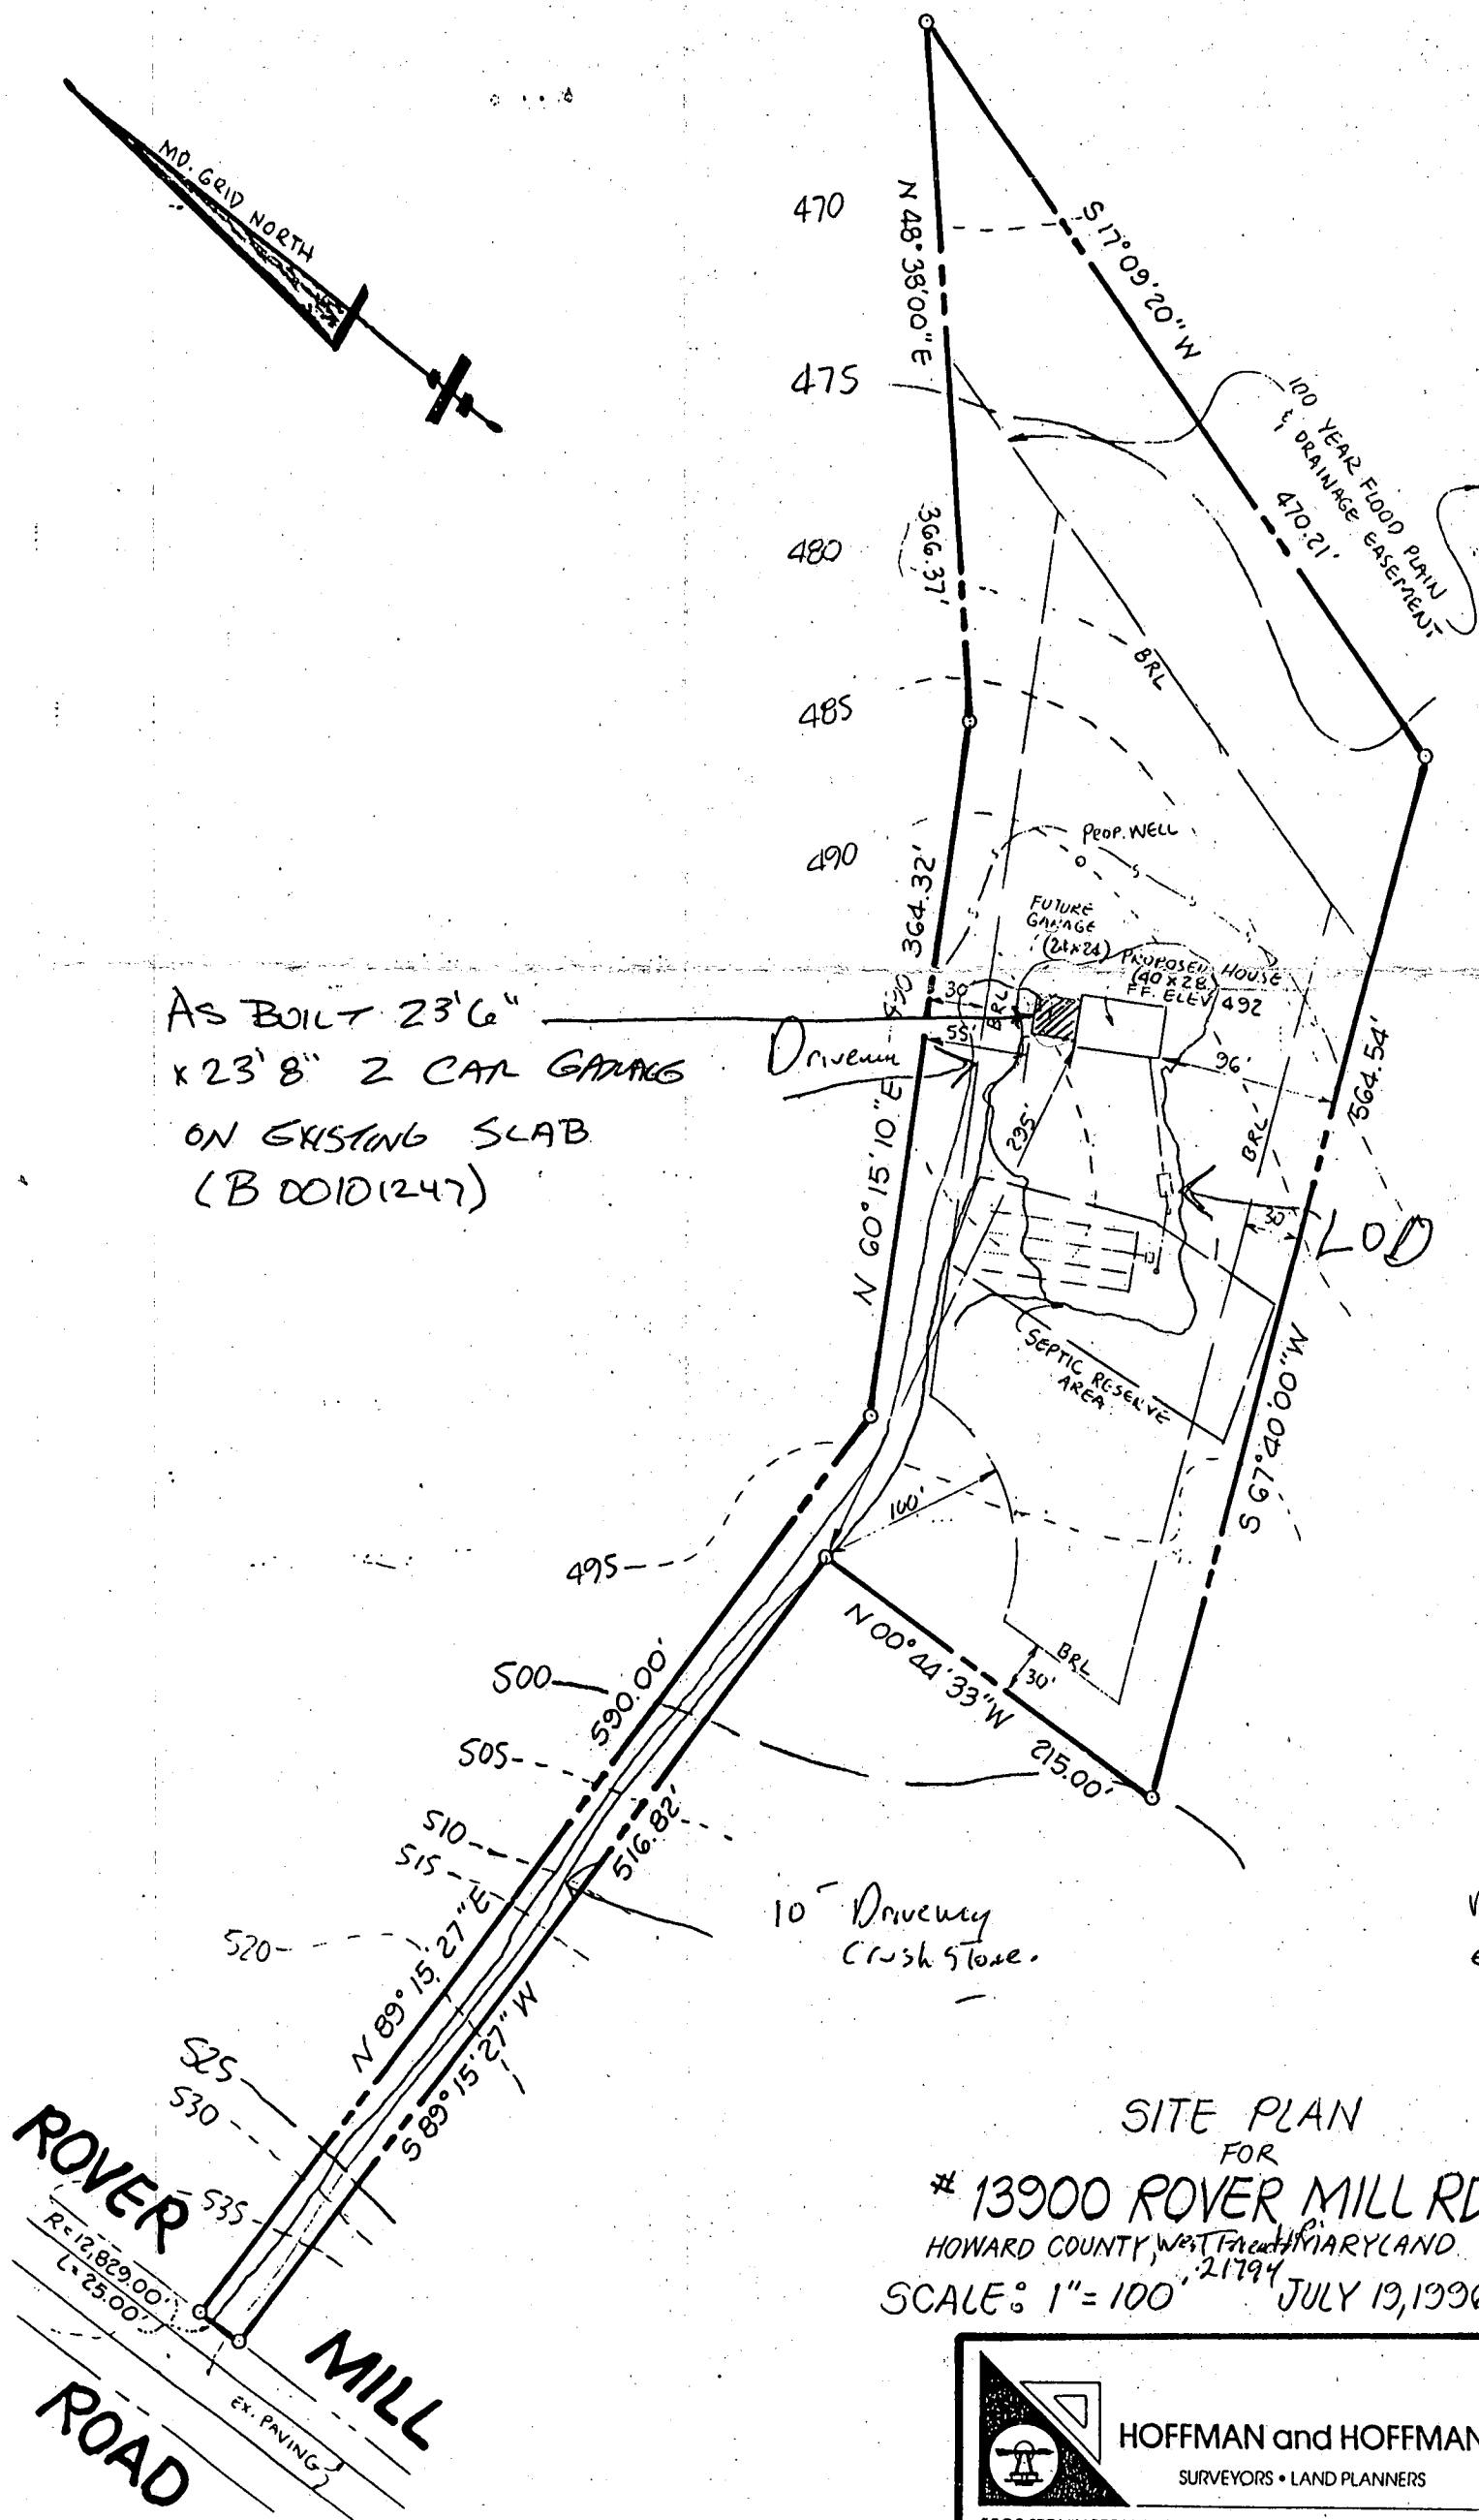 MD. GRID NORTH
470
N 48°38'00" E
S 17°09'20" W
475
100 YEAR FLOOD PLAIN
& DRAINAGE EASEMENT
470.21'
366.37'
480
BRL
485
PROP. WELL
490
364.32'
FUTURE
GARAGE
(24x24)
PROPOSED HOUSE
(40x28)
FF. ELEV 492
30
BRL
55'
AS BUILT 23'6"
x 23'8" 2 CAR GARAGE
ON EXISTING SLAB
(B 00101247)
96'
564.54'
N 60°15'10" E
295'
BRL
30'
LOD
SEPTIC RESERVE
AREA
S 67°40'00" W
100'
495
N 00°44'33" W
215.00'
BRL
30'
500
590.00'
505
516.82'
510
515
10' Driveway
Crush Stone.
520
N 89°15'27" E
S 89°15'27" W
525
530
535
ROVER
MILL
ROAD
R=12,829.00'
L=25.00'
EX. PAVING
SITE PLAN
FOR
# 13900 ROVER MILL RD
HOWARD COUNTY, MARYLAND
21794
SCALE: 1"=100' JULY 19, 199
HOFFMAN and HOFFMAN
SURVEYORS • LAND PLANNERS